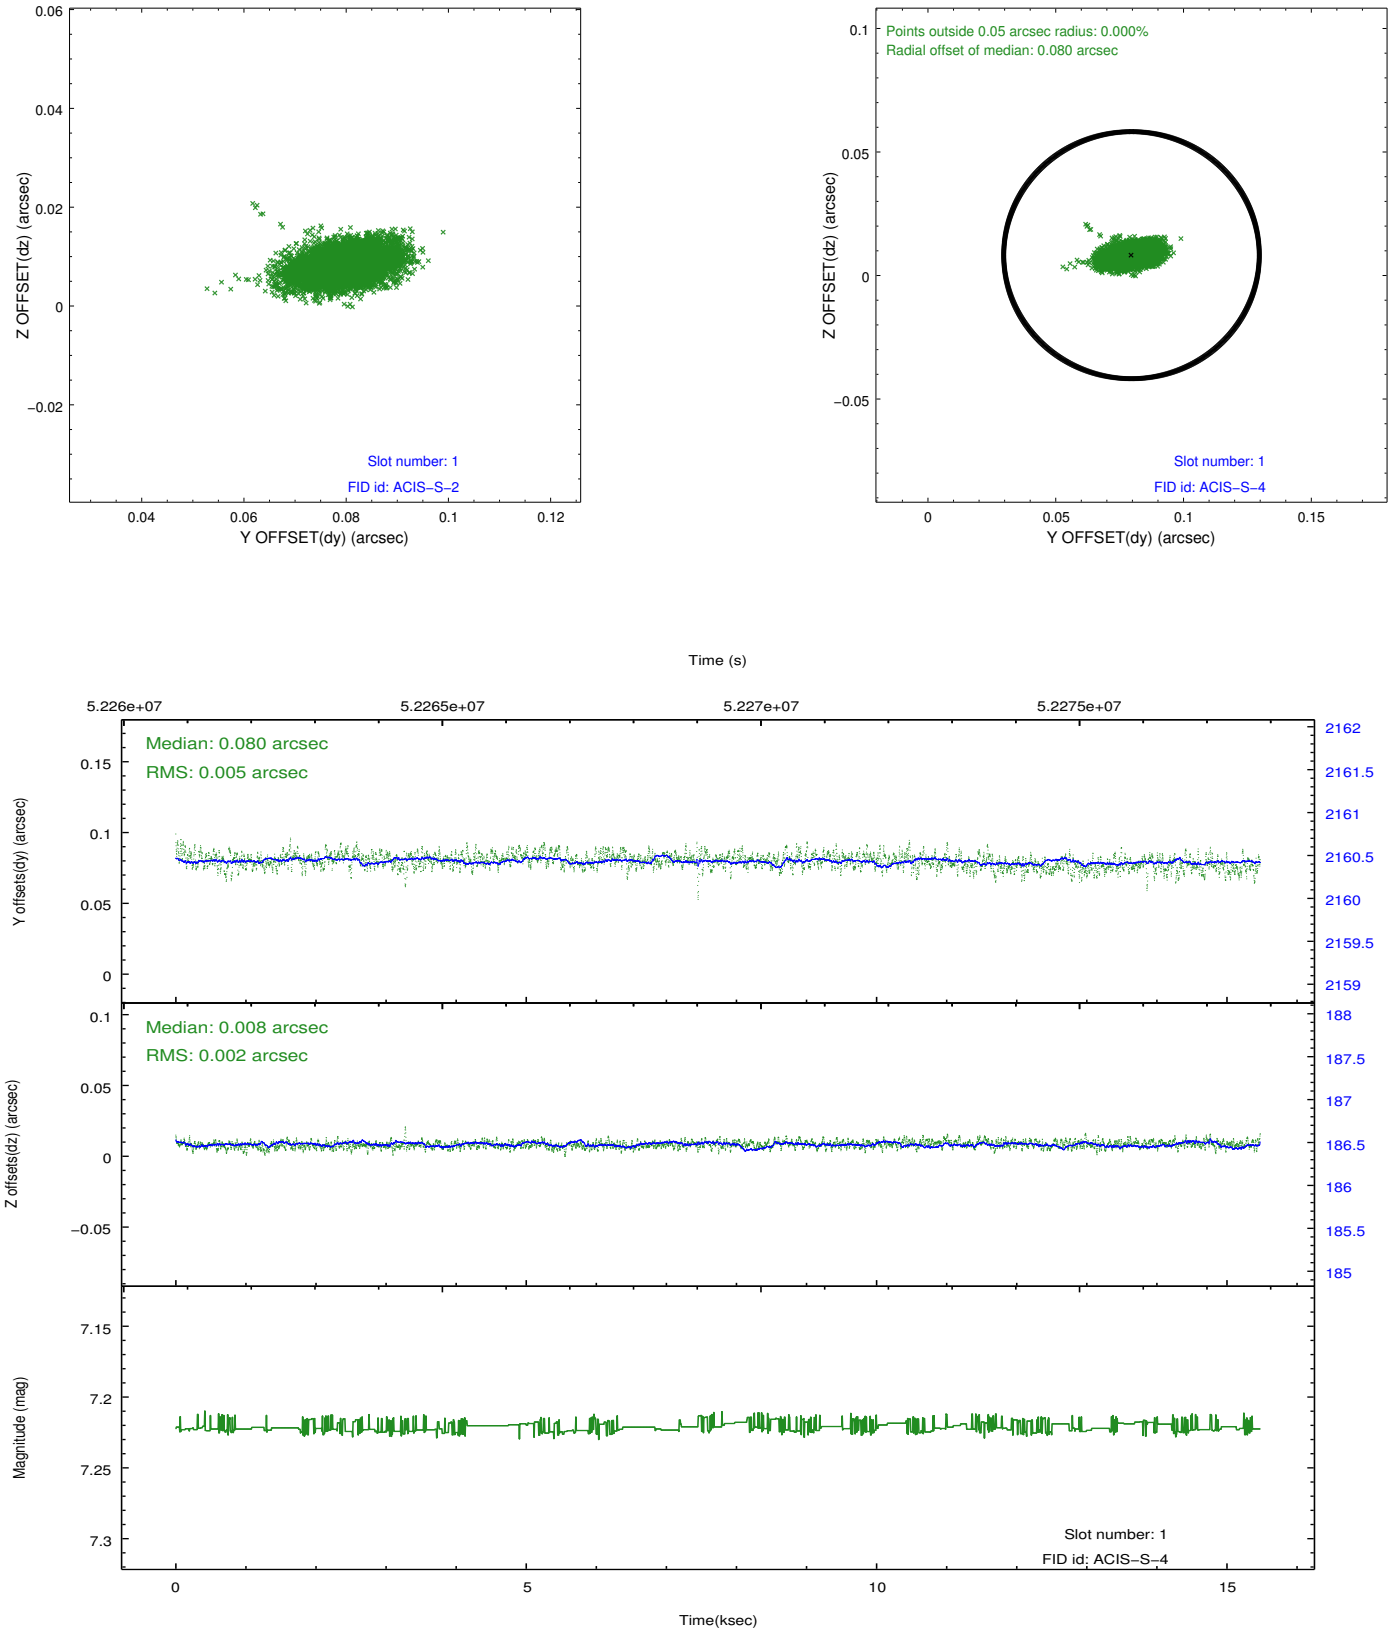 0.06
0.04
0.02
0
−0.02
Z OFFSET(dz) (arcsec)
Slot number: 1
FID id: ACIS−S−2
0.04
0.06
0.08
0.1
0.12
Y OFFSET(dy) (arcsec)
Points outside 0.05 arcsec radius: 0.000%
Radial offset of median: 0.080 arcsec
0.1
0.05
0
−0.05
Z OFFSET(dz) (arcsec)
Slot number: 1
FID id: ACIS−S−4
0
0.05
0.1
0.15
Y OFFSET(dy) (arcsec)
Time (s)
5.226e+07
5.2265e+07
5.227e+07
5.2275e+07
Median: 0.080 arcsec
RMS: 0.005 arcsec
0.15
0.1
0.05
0
Y offsets(dy) (arcsec)
2162
2161.5
2161
2160.5
2160
2159.5
2159
Median: 0.008 arcsec
RMS: 0.002 arcsec
0.1
0.05
0
−0.05
Z offsets(dz) (arcsec)
188
187.5
187
186.5
186
185.5
185
7.15
7.2
7.25
7.3
Magnitude (mag)
Slot number: 1
FID id: ACIS−S−4
0
5
10
15
Time(ksec)